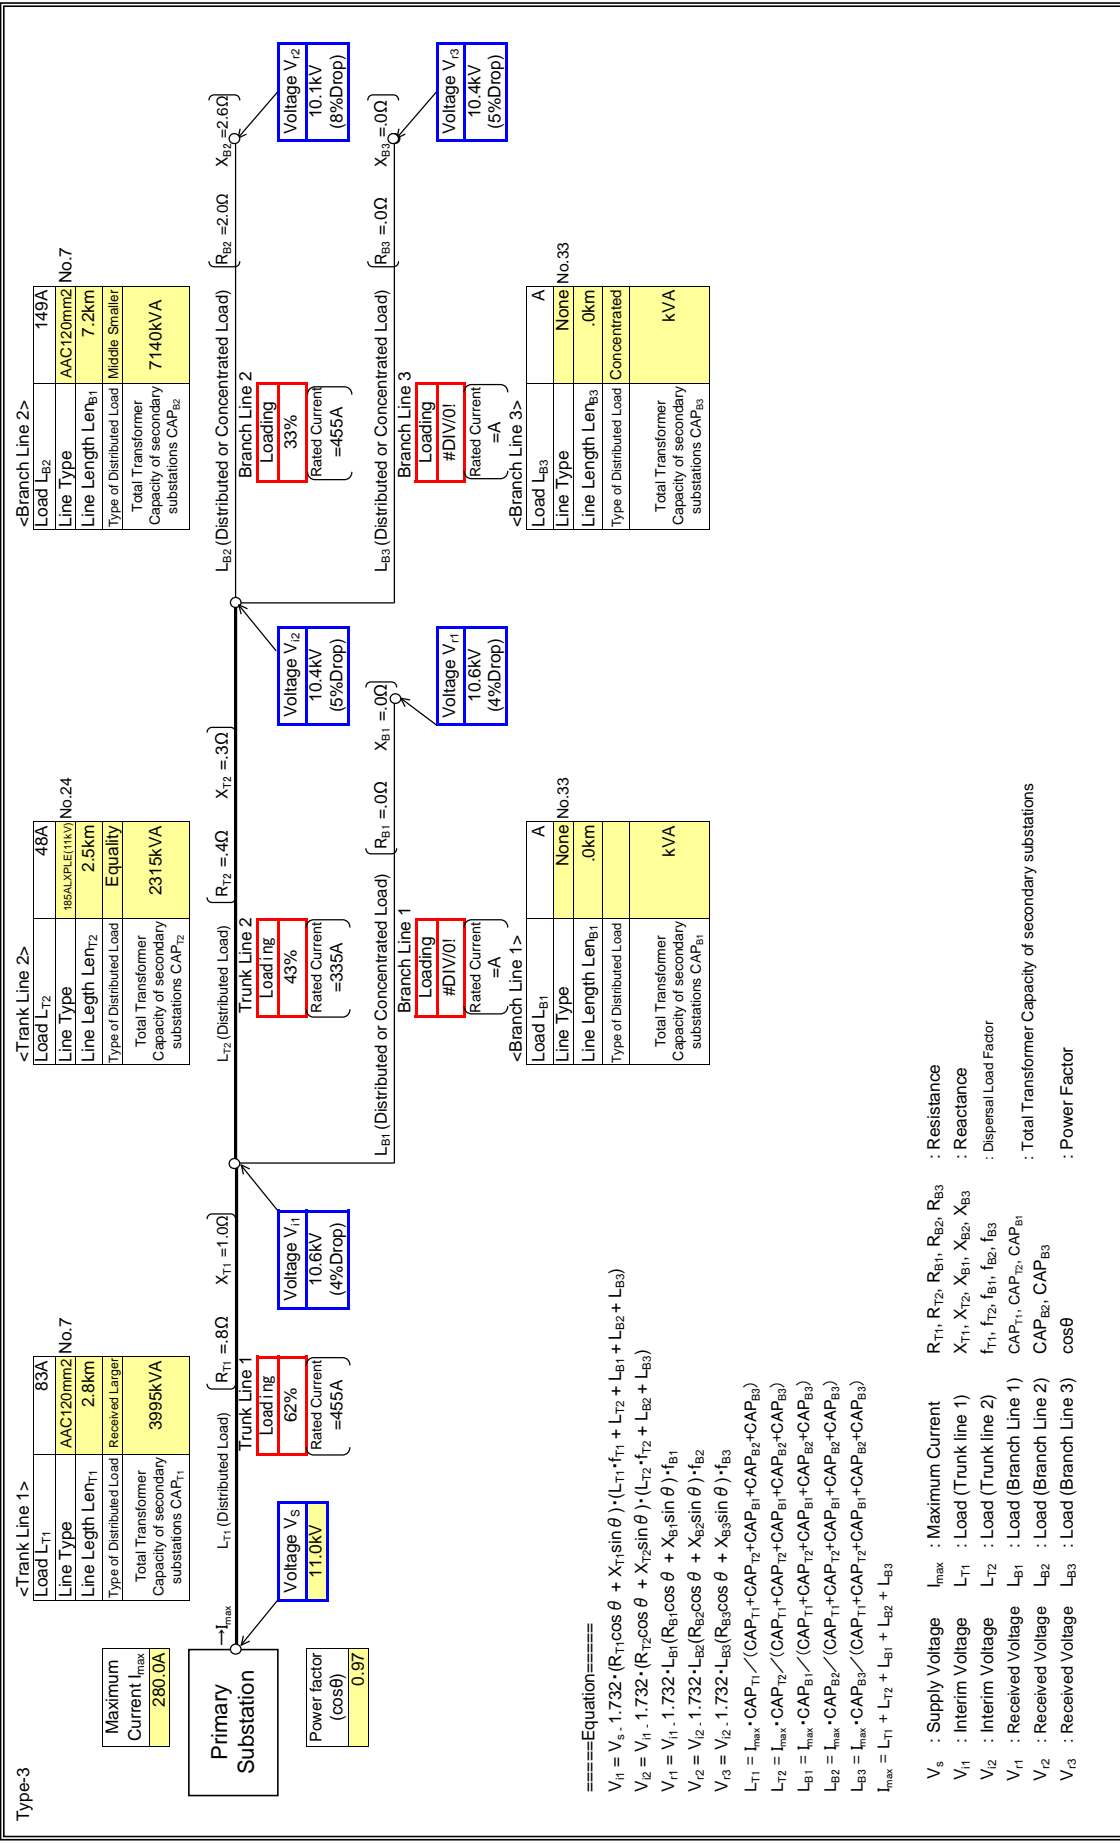 Type-3
Maximum
Current Imax
280.0A
Primary
Substation
Power factor
(cosθ)
0.97
→Imax
Voltage Vs
11.0kV
<Trank Line 1>
Load LT1 83A
Line Type AAC120mm2 No.7
Line Legth LenT1 2.8km
Type of Distributed Load Received Larger
Total Transformer
Capacity of secondary
substations CAPT1
3995kVA
LT1 (Distributed Load) RT1 =.8Ω XT1 =1.0Ω
Trunk Line 1
Loading
62%
Rated Current
=455A
Voltage Vi1
10.6kV
(4%Drop)
<Trank Line 2>
Load LT2 48A
Line Type 185ALXPLE(11kV) No.24
Line Legth LenT2 2.5km
Type of Distributed Load Equality
Total Transformer
Capacity of secondary
substations CAPT2
2315kVA
LT2 (Distributed Load) RT2 =.4Ω XT2 =.3Ω
Trunk Line 2
Loading
43%
Rated Current
=335A
Voltage Vi2
10.4kV
(5%Drop)
LB1 (Distributed or Concentrated Load) RB1 =.0Ω XB1 =.0Ω
Branch Line 1
Loading
#DIV/0!
Rated Current
=A
Voltage Vr1
10.6kV
(4%Drop)
<Branch Line 1>
Load LB1 A
Line Type None No.33
Line Length LenB1 .0km
Type of Distributed Load
Total Transformer
Capacity of secondary
substations CAPB1
kVA
<Branch Line 2>
Load LB2 149A
Line Type AAC120mm2 No.7
Line Length LenB1 7.2km
Type of Distributed Load Middle Smaller
Total Transformer
Capacity of secondary
substations CAPB2
7140kVA
LB2 (Distributed or Concentrated Load) RB2 =2.0Ω XB2 =2.6Ω
Branch Line 2
Loading
33%
Rated Current
=455A
Voltage Vr2
10.1kV
(8%Drop)
LB3 (Distributed or Concentrated Load) RB3 =.0Ω XB3 =.0Ω
Branch Line 3
Loading
#DIV/0!
Rated Current
=A
Voltage Vr3
10.4kV
(5%Drop)
<Branch Line 3>
Load LB3 A
Line Type None No.33
Line Length LenB3 .0km
Type of Distributed Load Concentrated
Total Transformer
Capacity of secondary
substations CAPB3
kVA
=====Equation=====
Vi1 = Vs - 1.732・(RT1cos θ + XT1sin θ)・(LT1・fT1 + LT2 + LB1 + LB2 + LB3)
Vi2 = Vi1 - 1.732・(RT2cos θ + XT2sin θ)・(LT2・fT2 + LB2 + LB3)
Vr1 = Vi1 - 1.732・LB1(RB1cos θ + XB1sin θ)・fB1
Vr2 = Vi2 - 1.732・LB2(RB2cos θ + XB2sin θ)・fB2
Vr3 = Vi2 - 1.732・LB3(RB3cos θ + XB3sin θ)・fB3
LT1 = Imax・CAPT1／(CAPT1+CAPT2+CAPB1+CAPB2+CAPB3)
LT2 = Imax・CAPT2／(CAPT1+CAPT2+CAPB1+CAPB2+CAPB3)
LB1 = Imax・CAPB1／(CAPT1+CAPT2+CAPB1+CAPB2+CAPB3)
LB2 = Imax・CAPB2／(CAPT1+CAPT2+CAPB1+CAPB2+CAPB3)
LB3 = Imax・CAPB3／(CAPT1+CAPT2+CAPB1+CAPB2+CAPB3)
Imax = LT1 + LT2 + LB1 + LB2 + LB3
Vs : Supply Voltage Imax : Maximum Current RT1, RT2, RB1, RB2, RB3 : Resistance
Vi1 : Interim Voltage LT1 : Load (Trunk line 1) XT1, XT2, XB1, XB2, XB3 : Reactance
Vi2 : Interim Voltage LT2 : Load (Trunk line 2) fT1, fT2, fB1, fB2, fB3 : Dispersal Load Factor
Vr1 : Received Voltage LB1 : Load (Branch Line 1) CAPT1, CAPT2, CAPB1
: Total Transformer Capacity of secondary substations
Vr2 : Received Voltage LB2 : Load (Branch Line 2) CAPB2, CAPB3
Vr3 : Received Voltage LB3 : Load (Branch Line 3) cosθ : Power Factor